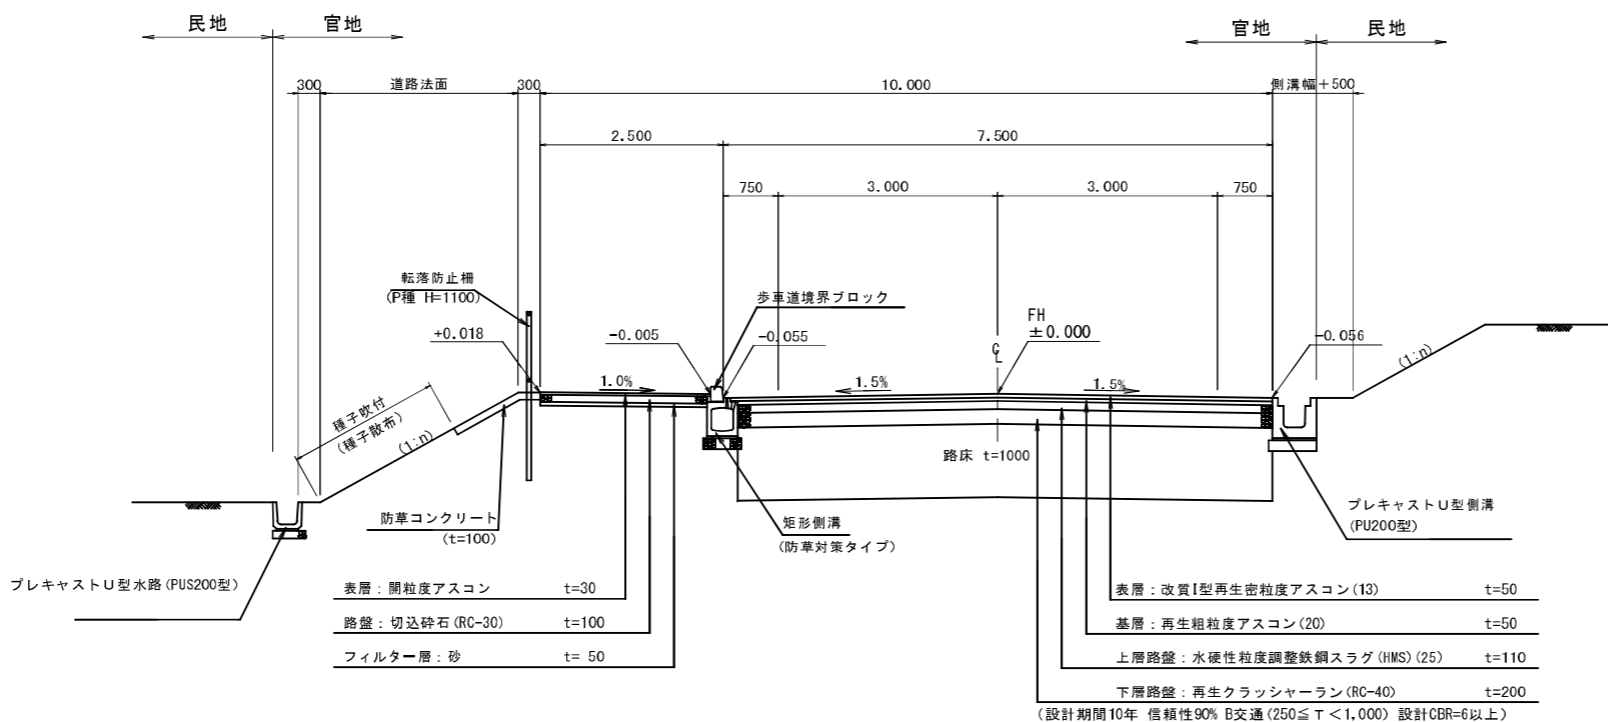 民地
官地
官地
民地
300
道路法面
300
10.000
側溝幅+500
2.500
7.500
750
3.000
3.000
750
転落防止柵
(P種 H=1100)
歩車道境界ブロック
FH
±0.000
+0.018
-0.005
-0.055
-0.056
CL
1.0%
1.5%
1.5%
(1:n)
種子吹付
(種子散布)
(1:n)
路床 t=1000
防草コンクリート
(t=100)
矩形側溝
(防草対策タイプ)
プレキャストU型側溝
(PU200型)
プレキャストU型水路(PUS200型)
表層:開粒度アスコン t=30
路盤:切込砕石(RC-30) t=100
フィルター層:砂 t= 50
表層:改質Ⅰ型再生密粒度アスコン(13) t=50
基層:再生粗粒度アスコン(20) t=50
上層路盤:水硬性粒度調整鉄鋼スラグ(HMS)(25) t=110
下層路盤:再生クラッシャーラン(RC-40) t=200
(設計期間10年 信頼性90% B交通(250≦T<1,000) 設計CBR=6以上)